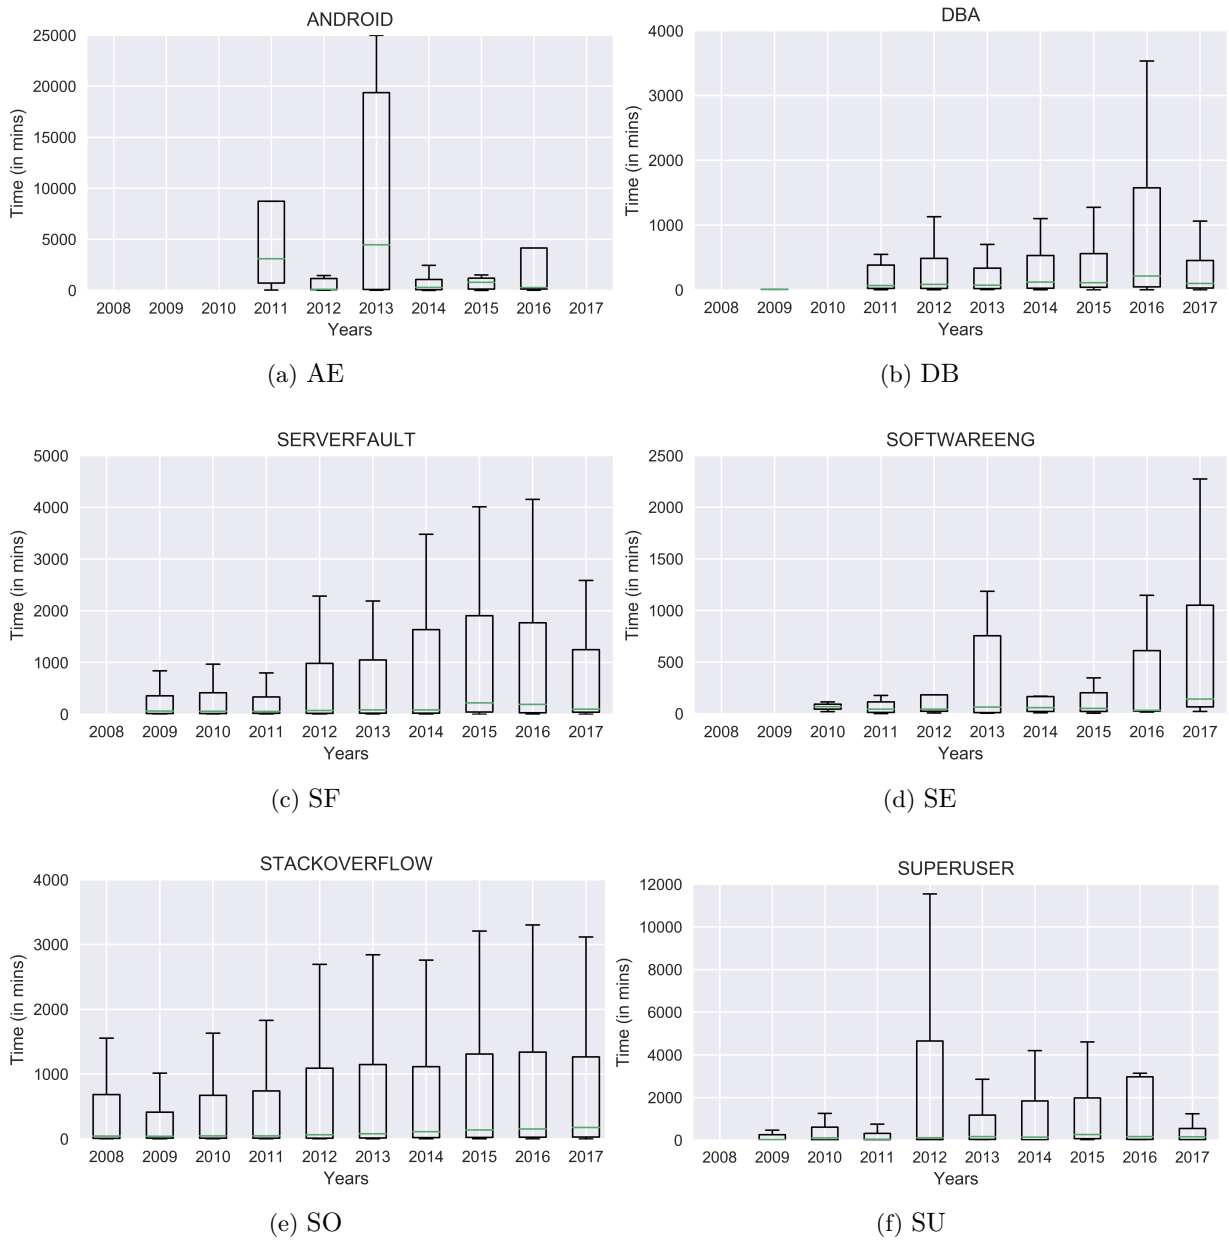 ANDROID
25000
20000
15000
10000
5000
0
Time (in mins)
2008 2009 2010 2011 2012 2013 2014 2015 2016 2017
Years
(a) AE
DBA
4000
3000
2000
1000
0
Time (in mins)
2008 2009 2010 2011 2012 2013 2014 2015 2016 2017
Years
(b) DB
SERVERFAULT
5000
4000
3000
2000
1000
0
Time (in mins)
2008 2009 2010 2011 2012 2013 2014 2015 2016 2017
Years
(c) SF
SOFTWAREENG
2500
2000
1500
1000
500
0
Time (in mins)
2008 2009 2010 2011 2012 2013 2014 2015 2016 2017
Years
(d) SE
STACKOVERFLOW
4000
3000
2000
1000
0
Time (in mins)
2008 2009 2010 2011 2012 2013 2014 2015 2016 2017
Years
(e) SO
SUPERUSER
12000
10000
8000
6000
4000
2000
0
Time (in mins)
2008 2009 2010 2011 2012 2013 2014 2015 2016 2017
Years
(f) SU